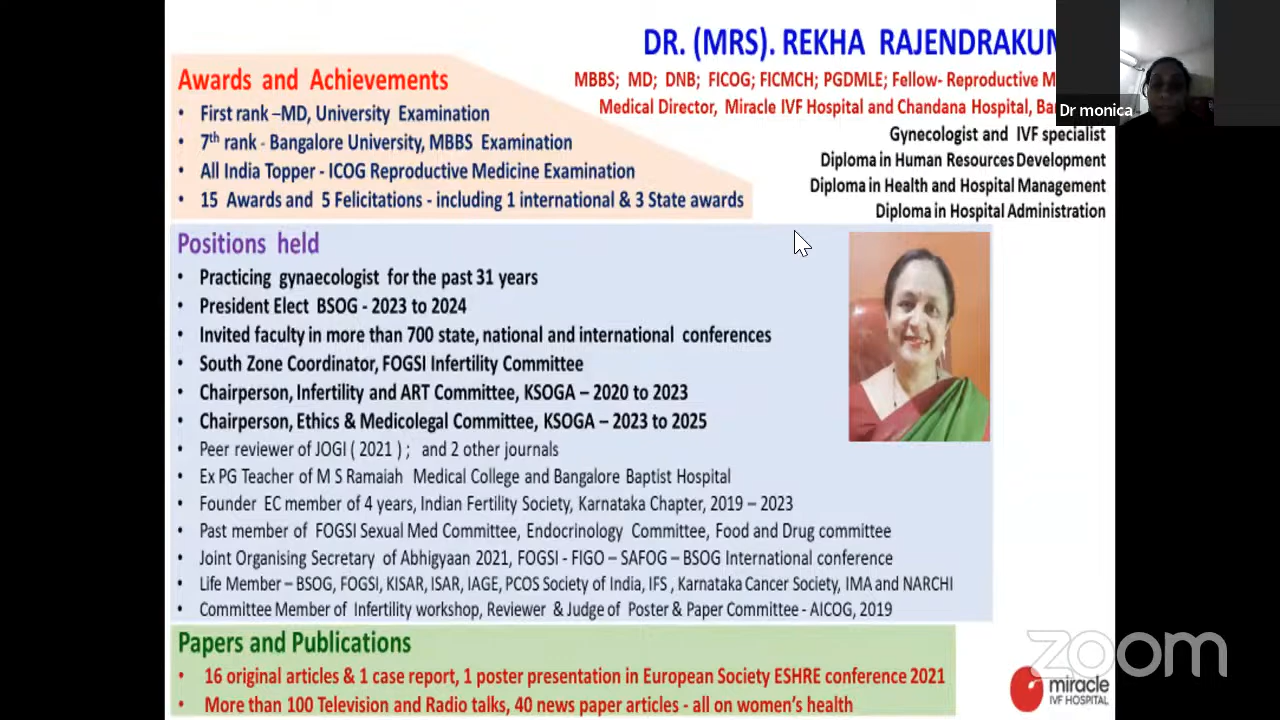 DR. (MRS). REKHA RAJENDRAKUM
MBBS; MD; DNB; FICOG; FICMCH; PGDMLE; Fellow- Reproductive M
Medical Director, Miracle IVF Hospital and Chandana Hospital, Ba
Gynecologist and IVF specialist
Diploma in Human Resources Development
Diploma in Health and Hospital Management
Diploma in Hospital Administration
Dr monica
Awards and Achievements
• First rank –MD, University Examination
• 7th rank - Bangalore University, MBBS Examination
• All India Topper - ICOG Reproductive Medicine Examination
• 15 Awards and 5 Felicitations - including 1 international & 3 State awards
Positions held
• Practicing gynaecologist for the past 31 years
• President Elect BSOG - 2023 to 2024
• Invited faculty in more than 700 state, national and international conferences
• South Zone Coordinator, FOGSI Infertility Committee
• Chairperson, Infertility and ART Committee, KSOGA – 2020 to 2023
• Chairperson, Ethics & Medicolegal Committee, KSOGA – 2023 to 2025
• Peer reviewer of JOGI ( 2021 ) ; and 2 other journals
• Ex PG Teacher of M S Ramaiah Medical College and Bangalore Baptist Hospital
• Founder EC member of 4 years, Indian Fertility Society, Karnataka Chapter, 2019 – 2023
• Past member of FOGSI Sexual Med Committee, Endocrinology Committee, Food and Drug committee
• Joint Organising Secretary of Abhigyaan 2021, FOGSI - FIGO – SAFOG – BSOG International conference
• Life Member – BSOG, FOGSI, KISAR, ISAR, IAGE, PCOS Society of India, IFS , Karnataka Cancer Society, IMA and NARCHI
• Committee Member of Infertility workshop, Reviewer & Judge of Poster & Paper Committee - AICOG, 2019
Papers and Publications
• 16 original articles & 1 case report, 1 poster presentation in European Society ESHRE conference 2021
• More than 100 Television and Radio talks, 40 news paper articles - all on women's health
zoom
miracle
IVF HOSPITAL